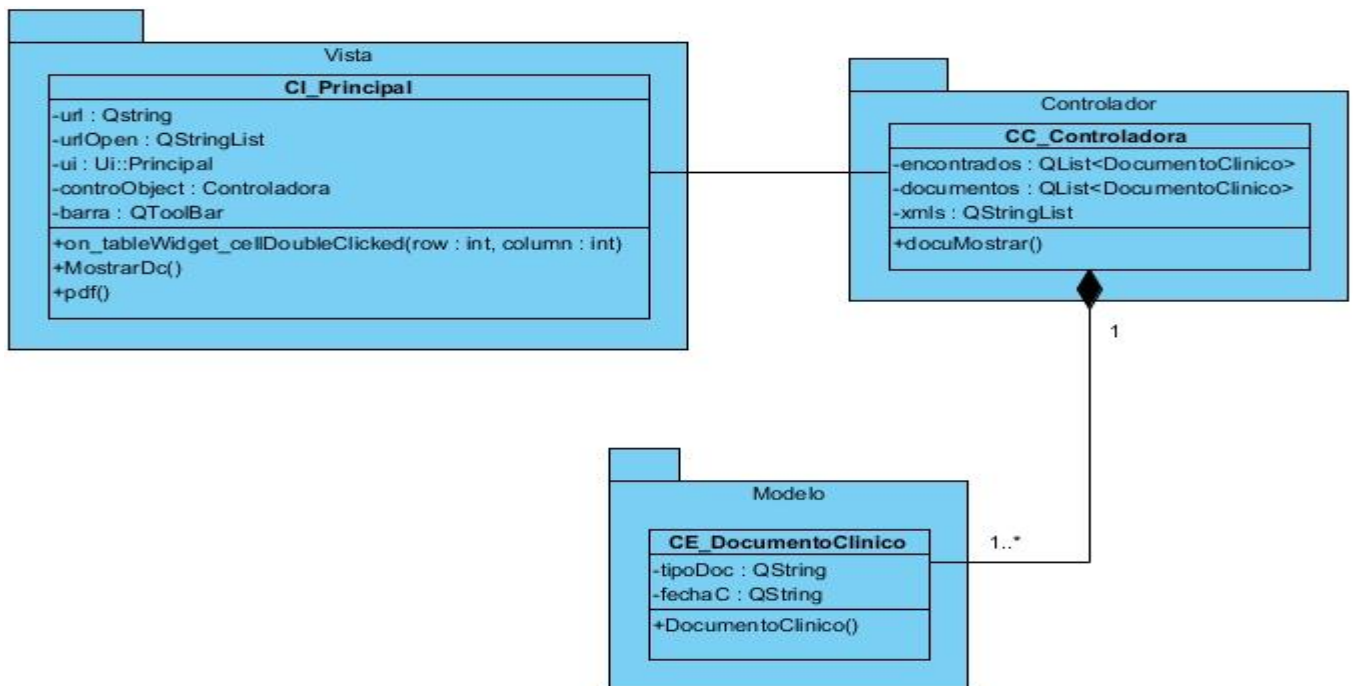 Vista
CI_Principal
-url : Qstring
-urlOpen : QStringList
-ui : Ui::Principal
-controObject : Controladora
-barra : QToolBar
+on_tableWidget_cellDoubleClicked(row : int, column : int)
+MostrarDc()
+pdf()
Controlador
CC_Controladora
-encontrados : QList<DocumentoClinico>
-documentos : QList<DocumentoClinico>
-xmls : QStringList
+docuMostrar()
1
Modelo
CE_DocumentoClinico
-tipoDoc : QString
-fechaC : QString
+DocumentoClinico()
1..*